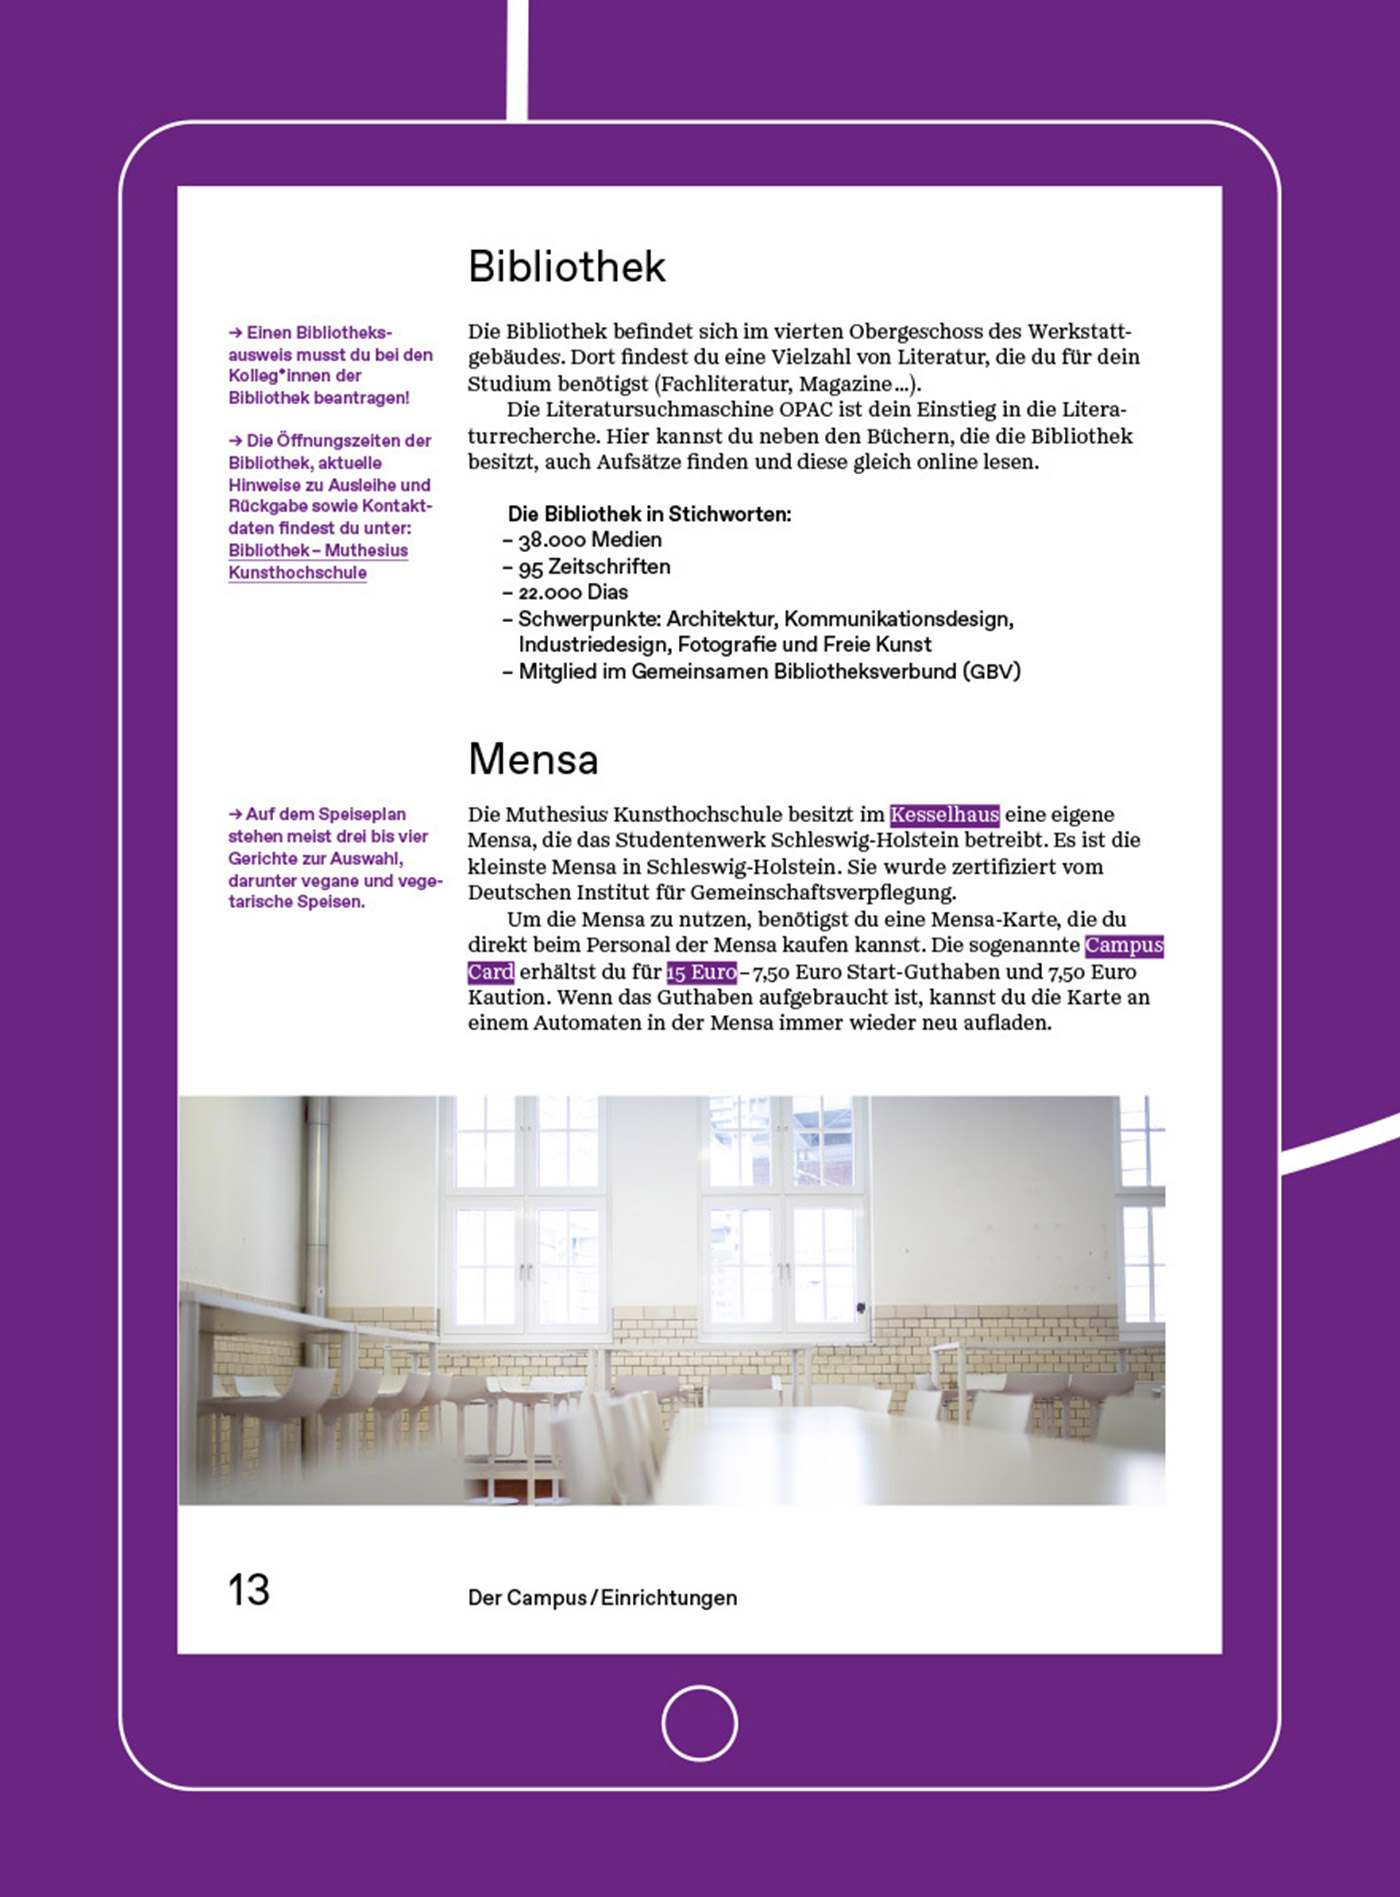 Bibliothek
→ Einen Bibliotheks-
ausweis musst du bei den
Kolleg*innen der
Bibliothek beantragen!
→ Die Öffnungszeiten der
Bibliothek, aktuelle
Hinweise zu Ausleihe und
Rückgabe sowie Kontakt-
daten findest du unter:
Bibliothek – Muthesius
Kunsthochschule
Die Bibliothek befindet sich im vierten Obergeschoss des Werkstatt-
gebäudes. Dort findest du eine Vielzahl von Literatur, die du für dein
Studium benötigst (Fachliteratur, Magazine…).
Die Literatursuchmaschine OPAC ist dein Einstieg in die Litera-
turrecherche. Hier kannst du neben den Büchern, die die Bibliothek
besitzt, auch Aufsätze finden und diese gleich online lesen.
Die Bibliothek in Stichworten:
– 38.000 Medien
– 95 Zeitschriften
– 22.000 Dias
– Schwerpunkte: Architektur, Kommunikationsdesign,
Industriedesign, Fotografie und Freie Kunst
– Mitglied im Gemeinsamen Bibliotheksverbund (GBV)
Mensa
→ Auf dem Speiseplan
stehen meist drei bis vier
Gerichte zur Auswahl,
darunter vegane und vege-
tarische Speisen.
Die Muthesius Kunsthochschule besitzt im Kesselhaus eine eigene
Mensa, die das Studentenwerk Schleswig-Holstein betreibt. Es ist die
kleinste Mensa in Schleswig-Holstein. Sie wurde zertifiziert vom
Deutschen Institut für Gemeinschaftsverpflegung.
Um die Mensa zu nutzen, benötigst du eine Mensa-Karte, die du
direkt beim Personal der Mensa kaufen kannst. Die sogenannte Campus
Card erhältst du für 15 Euro – 7,50 Euro Start-Guthaben und 7,50 Euro
Kaution. Wenn das Guthaben aufgebraucht ist, kannst du die Karte an
einem Automaten in der Mensa immer wieder neu aufladen.
13
Der Campus / Einrichtungen